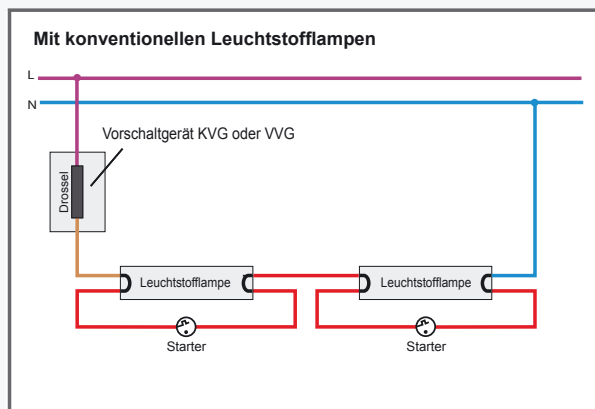 Mit konventionellen Leuchtstofflampen
L
N
Vorschaltgerät KVG oder VVG
Drossel
Leuchtstofflampe
Leuchtstofflampe
Starter
Starter